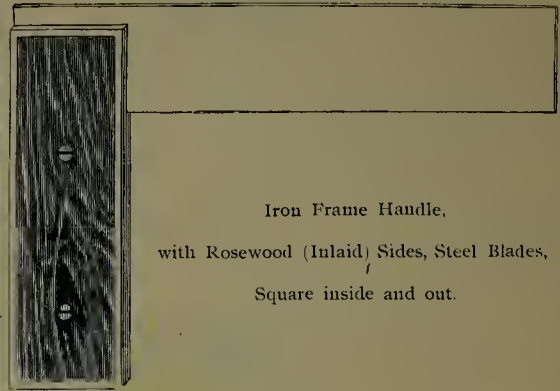 Iron Frame Handle,
with Rosewood (Inlaid) Sides, Steel Blades,
Square inside and out.